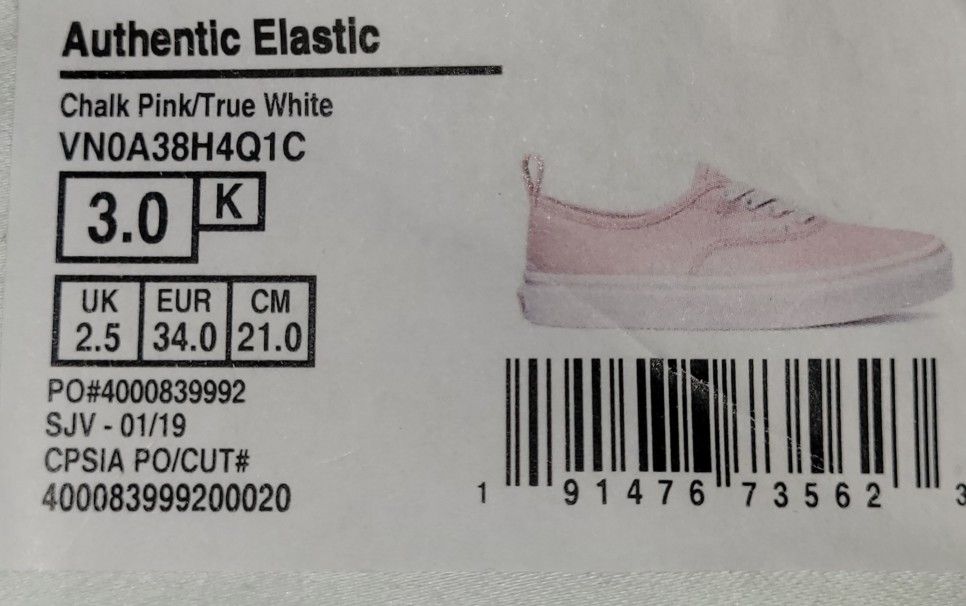 Authentic Elastic
Chalk Pink/True White
VN0A38H4Q1C
3.0 K
UK EUR CM
2.5 34.0 21.0
PO#4000839992
SJV - 01/19
CPSIA PO/CUT#
400083999200020
1 91476 73562 3